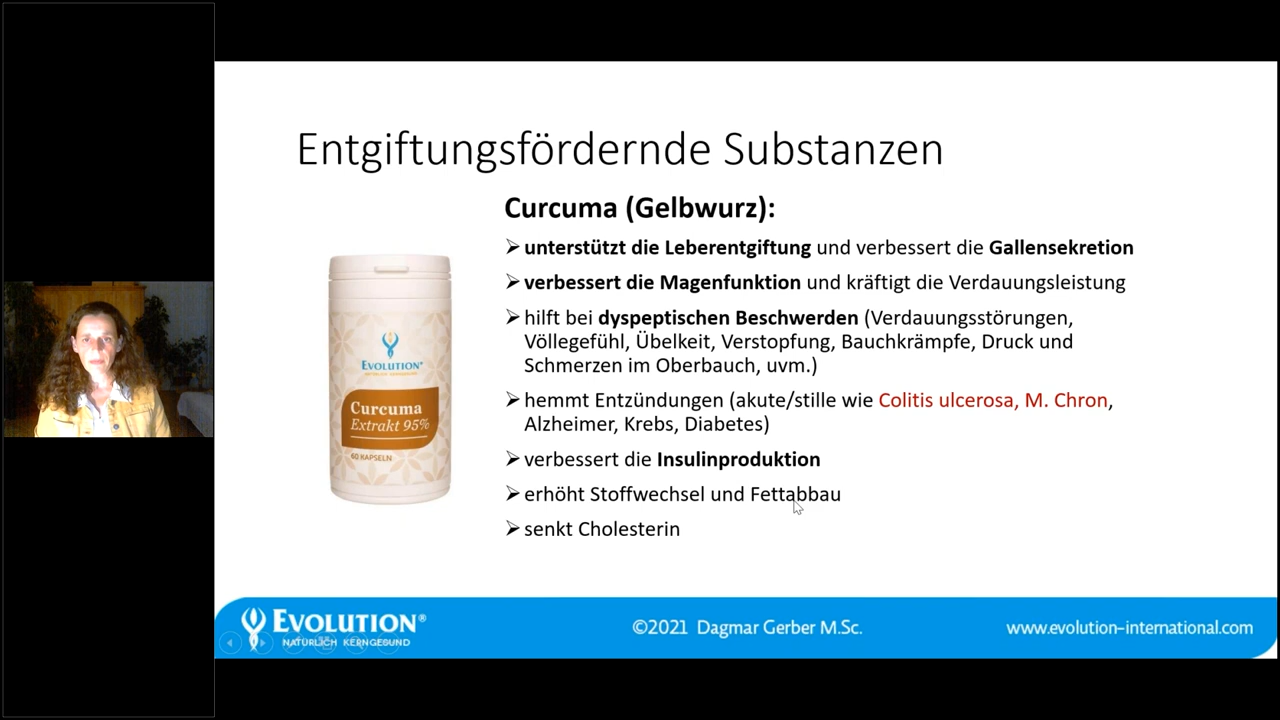 Entgiftungsfördernde Substanzen
Curcuma (Gelbwurz):
➢ unterstützt die Leberentgiftung und verbessert die Gallensekretion
➢ verbessert die Magenfunktion und kräftigt die Verdauungsleistung
➢ hilft bei dyspeptischen Beschwerden (Verdauungsstörungen,
Völlegefühl, Übelkeit, Verstopfung, Bauchkrämpfe, Druck und
Schmerzen im Oberbauch, uvm.)
➢ hemmt Entzündungen (akute/stille wie Colitis ulcerosa, M. Chron,
Alzheimer, Krebs, Diabetes)
➢ verbessert die Insulinproduktion
➢ erhöht Stoffwechsel und Fettabbau
➢ senkt Cholesterin
EVOLUTION®
NATÜRLICH KERNGESUND
Curcuma
Extrakt 95%
60 KAPSELN
EVOLUTION®
NATÜRLICH KERNGESUND
©2021 Dagmar Gerber M.Sc.
www.evolution-international.com